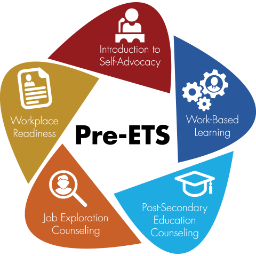 Introduction to
Self-Advocacy
Work-Based
Learning
Post-Secondary
Education
Counseling
Job Exploration
Counseling
Workplace
Readiness
Pre-ETS